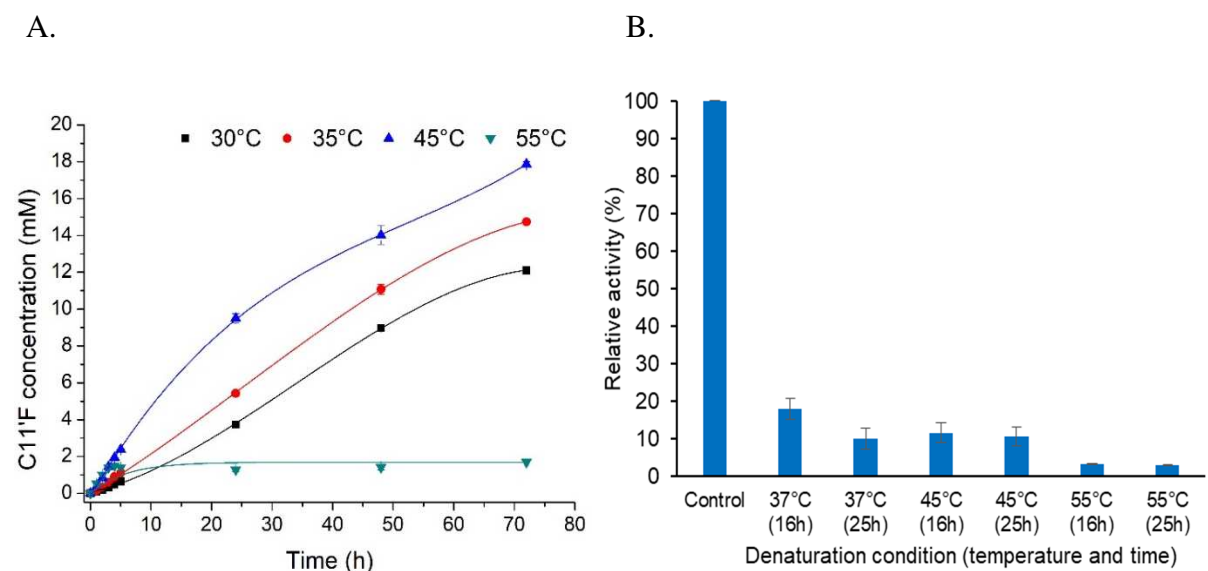 A.
B.
C11'F concentration (mM)
20
18
16
14
12
10
8
6
4
2
0
30°C
35°C
45°C
55°C
0 10 20 30 40 50 60 70 80
Time (h)
Relative activity (%)
100
90
80
70
60
50
40
30
20
10
0
Control 37°C 37°C 45°C 45°C 55°C 55°C
(16h) (25h) (16h) (25h) (16h) (25h)
Denaturation condition (temperature and time)